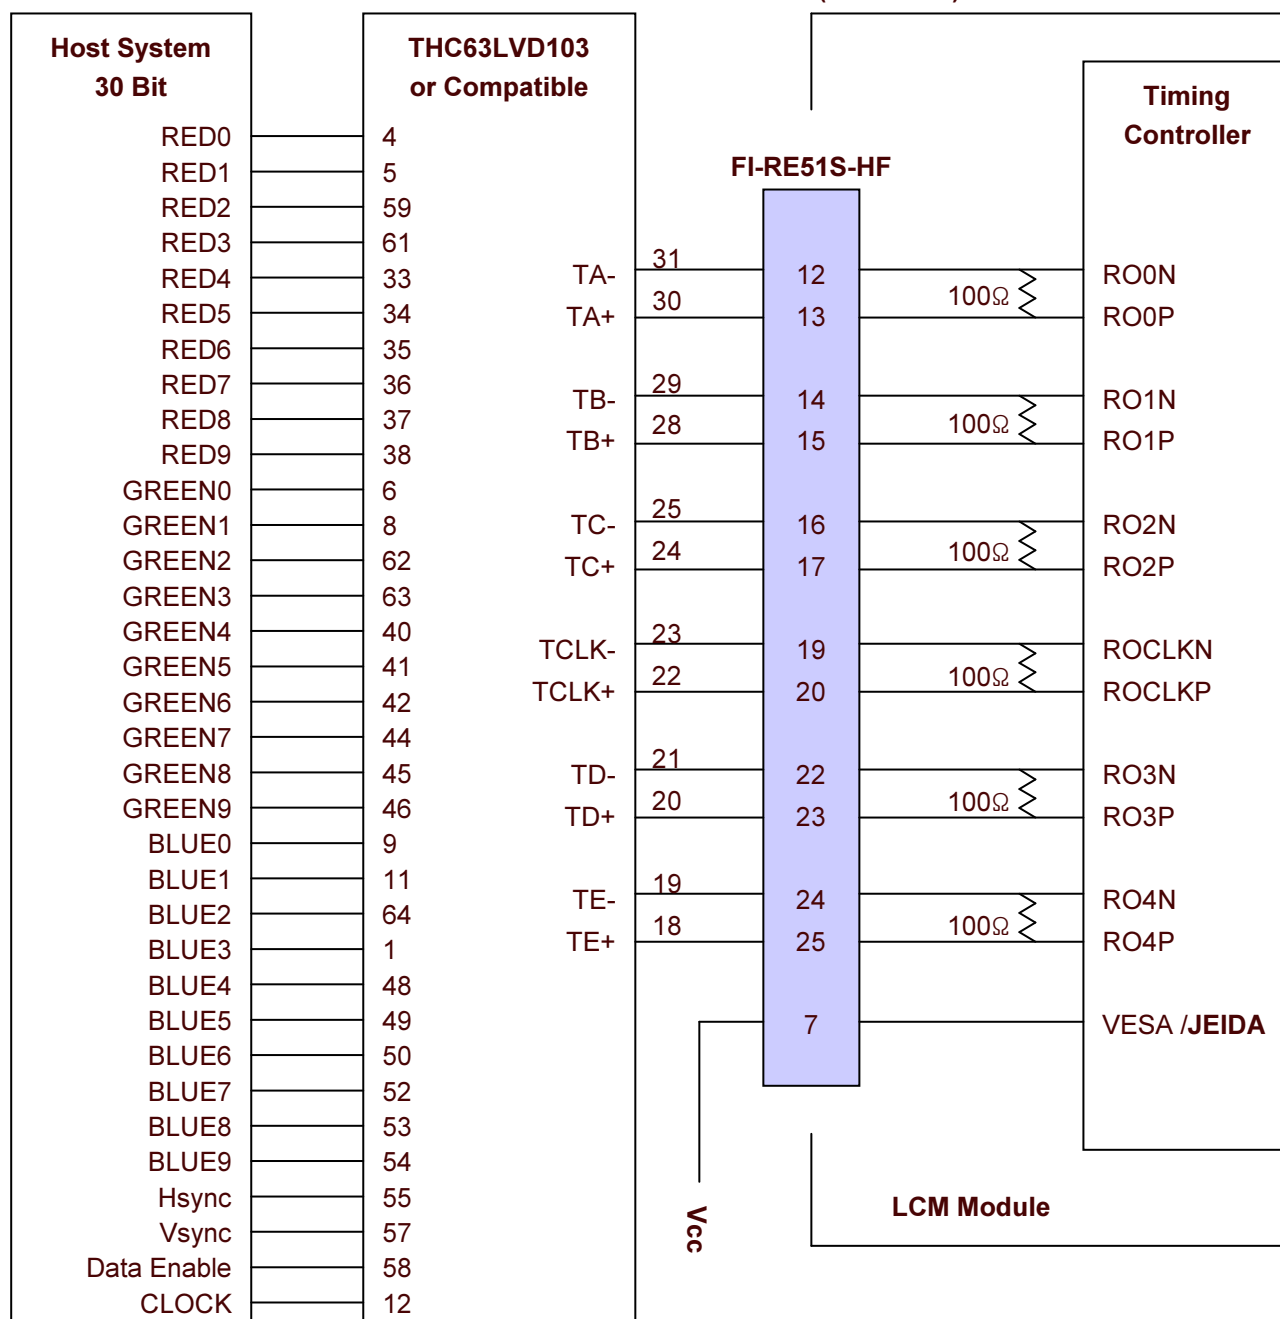 Host System
30 Bit
RED0
RED1
RED2
RED3
RED4
RED5
RED6
RED7
RED8
RED9
GREEN0
GREEN1
GREEN2
GREEN3
GREEN4
GREEN5
GREEN6
GREEN7
GREEN8
GREEN9
BLUE0
BLUE1
BLUE2
BLUE3
BLUE4
BLUE5
BLUE6
BLUE7
BLUE8
BLUE9
Hsync
Vsync
Data Enable
CLOCK
THC63LVD103
or Compatible
4
5
59
61
33
34
35
36
37
38
6
8
62
63
40
41
42
44
45
46
9
11
64
1
48
49
50
52
53
54
55
57
58
12
TA-
TA+
TB-
TB+
TC-
TC+
TCLK-
TCLK+
TD-
TD+
TE-
TE+
31
30
29
28
25
24
23
22
21
20
19
18
Vcc
FI-RE51S-HF
12
13
14
15
16
17
19
20
22
23
24
25
7
100Ω
100Ω
100Ω
100Ω
100Ω
100Ω
LCM Module
Timing
Controller
RO0N
RO0P
RO1N
RO1P
RO2N
RO2P
ROCLKN
ROCLKP
RO3N
RO3P
RO4N
RO4P
VESA /JEIDA